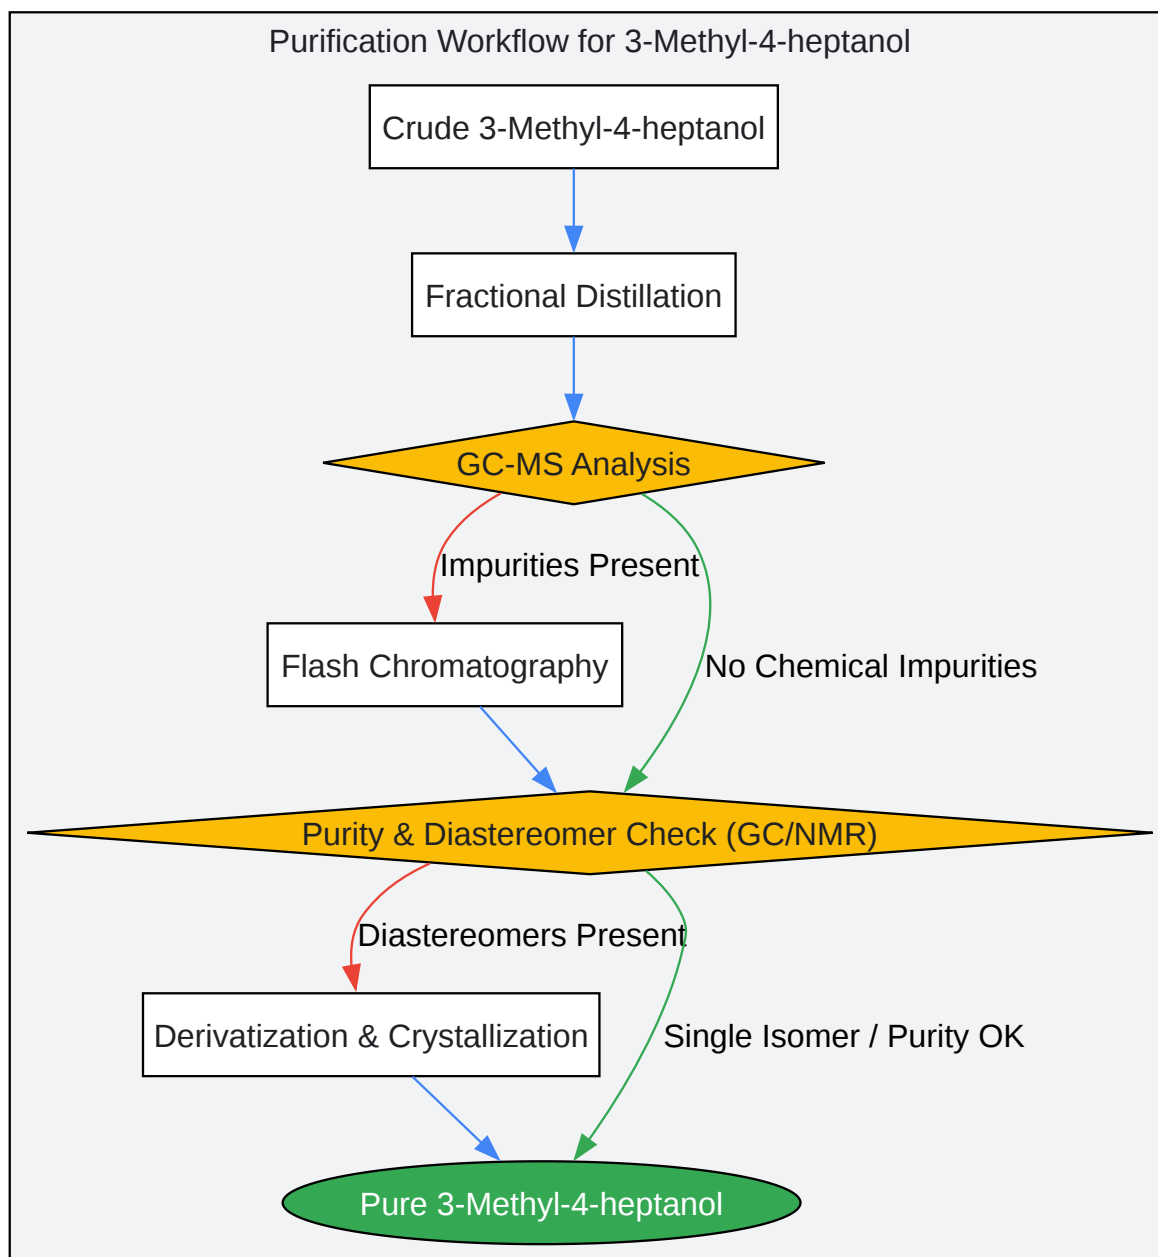 Purification Workflow for 3-Methyl-4-heptanol
Crude 3-Methyl-4-heptanol
Fractional Distillation
GC-MS Analysis
Impurities Present
Flash Chromatography
No Chemical Impurities
Purity & Diastereomer Check (GC/NMR)
Diastereomers Present
Derivatization & Crystallization
Single Isomer / Purity OK
Pure 3-Methyl-4-heptanol